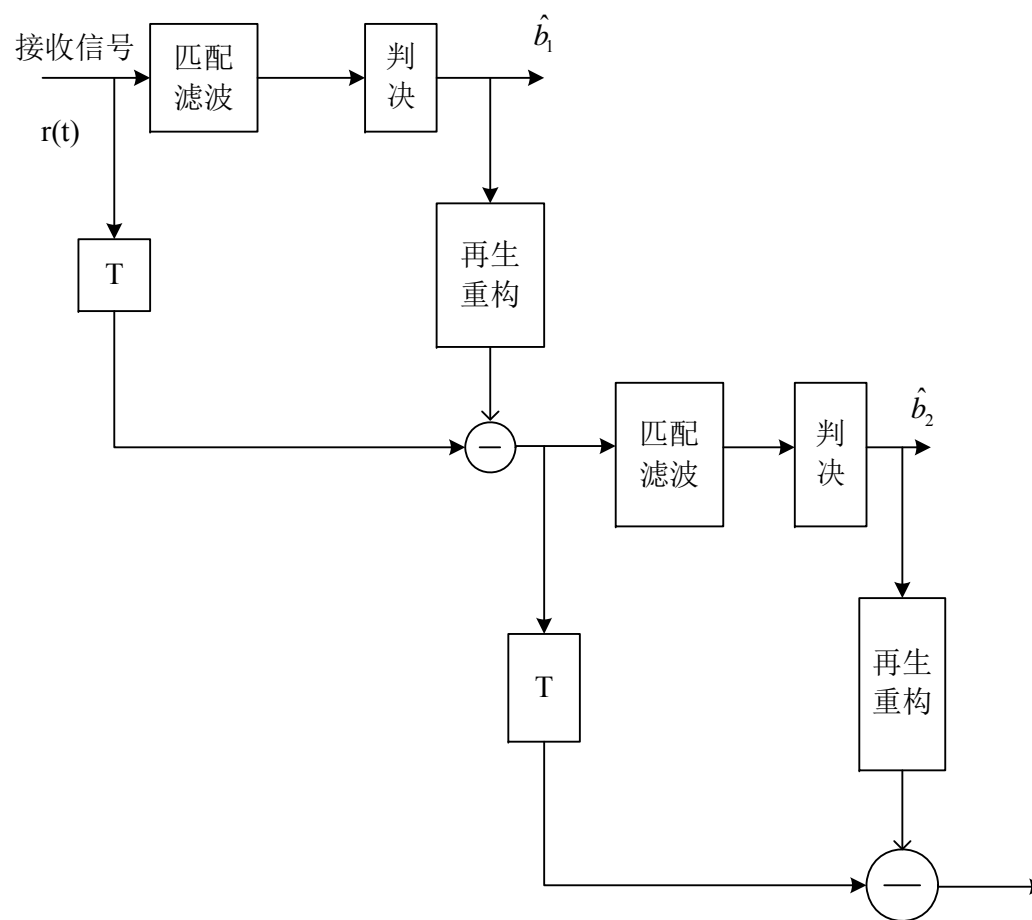 接收信号
r(t)
匹配
滤波
判
决
b̂₁
T
再生
重构
−
匹配
滤波
判
决
b̂₂
T
再生
重构
−